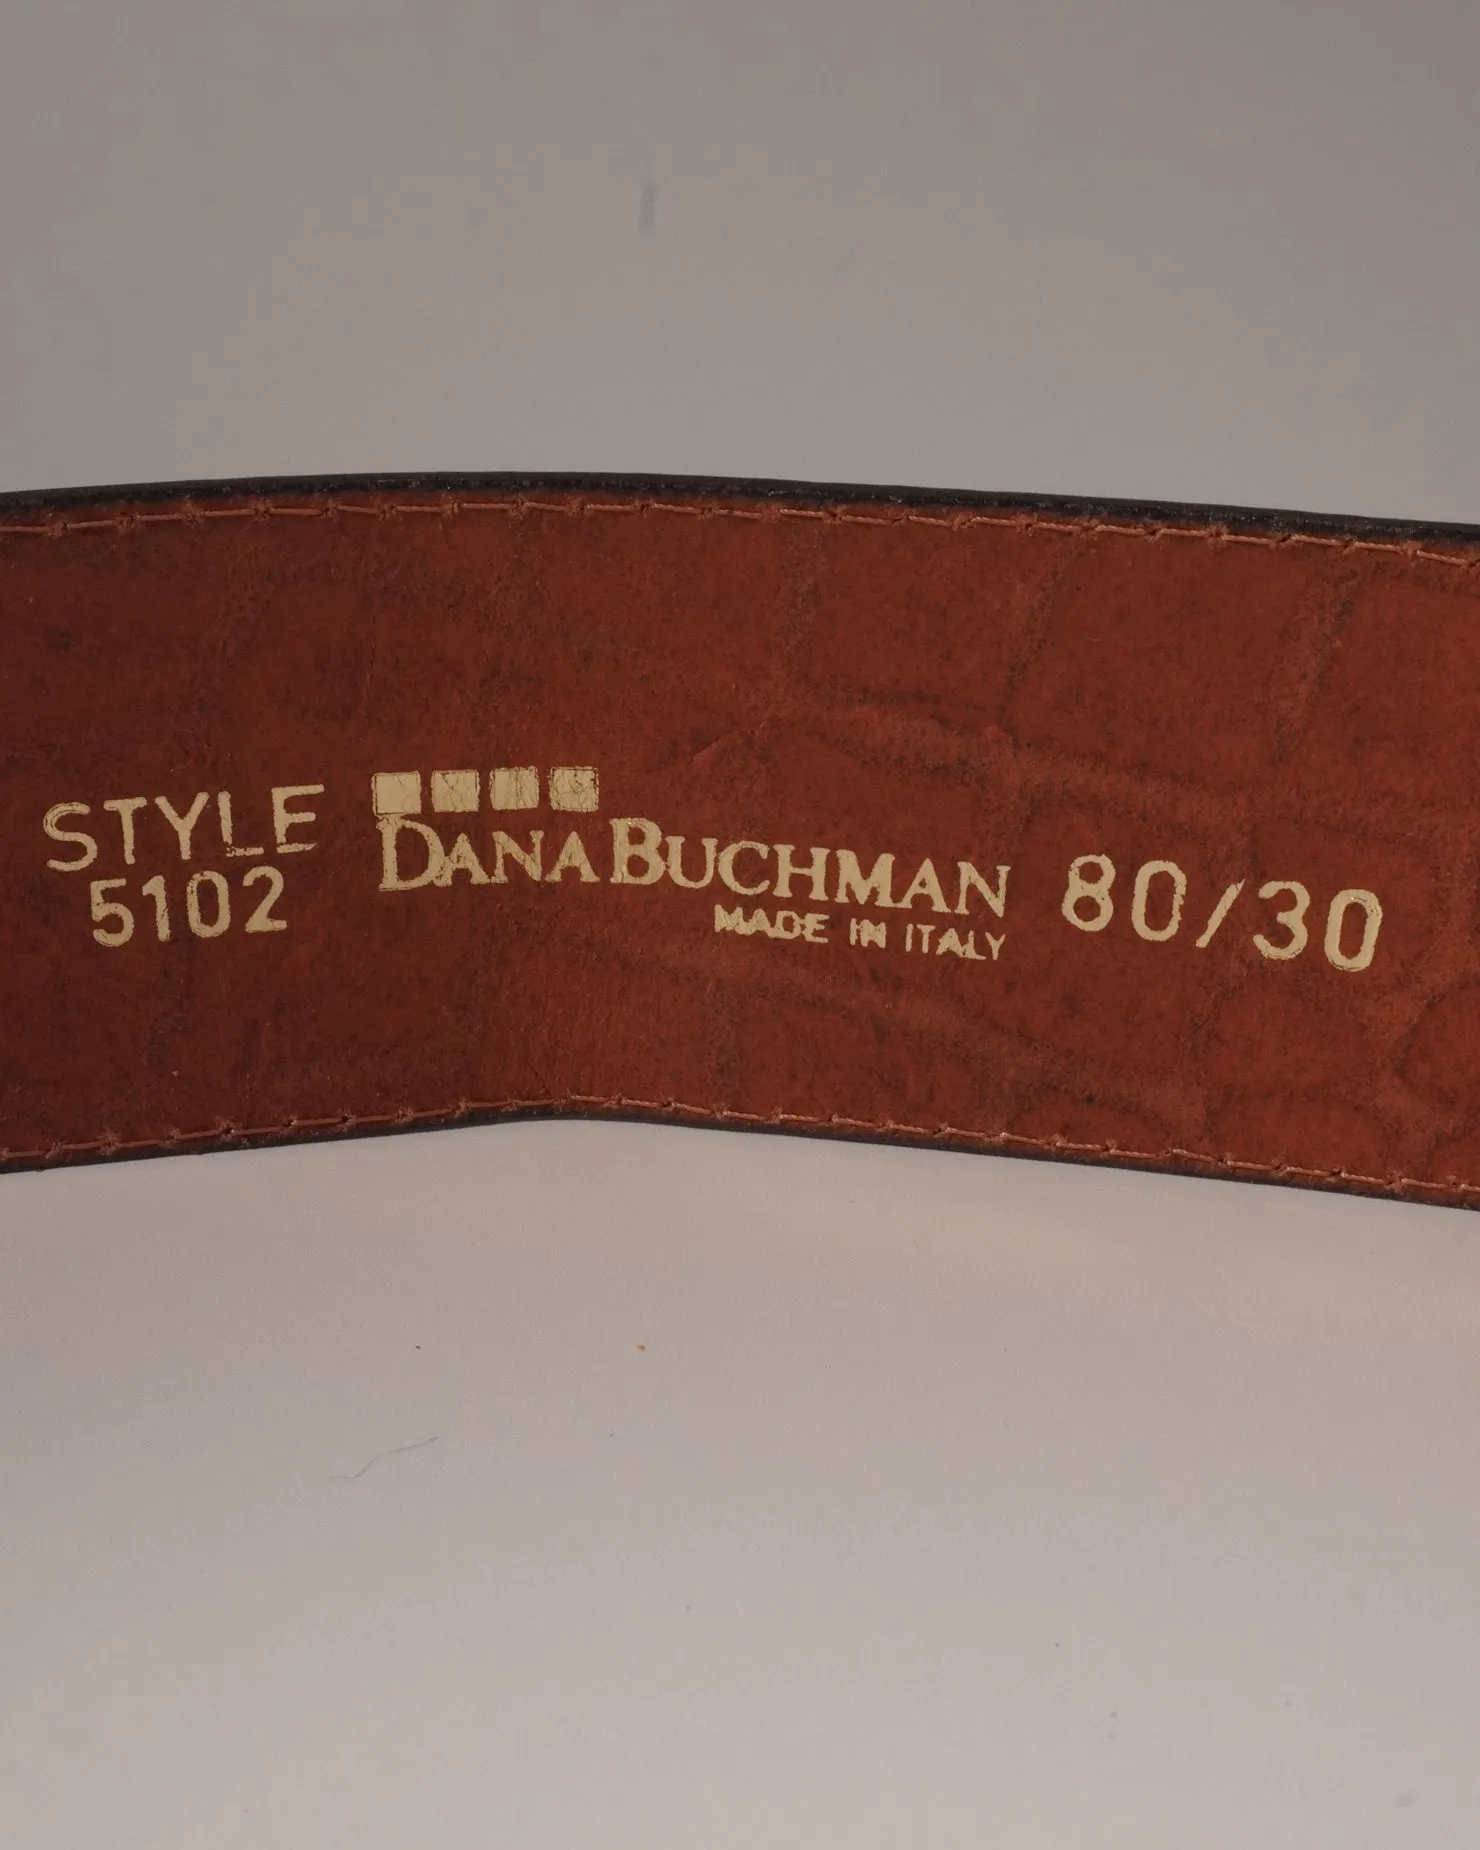 STYLE
5102
DANA BUCHMAN
MADE IN ITALY
80/30